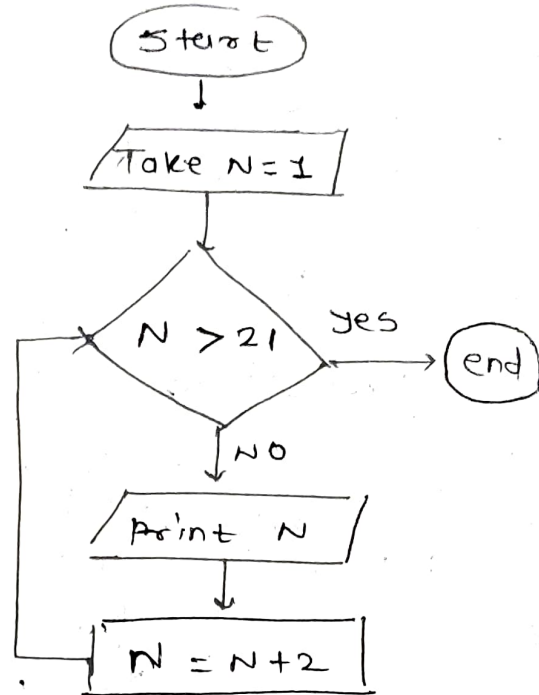 Start
Take N=1
N > 21
yes
end
NO
Print N
N = N+2